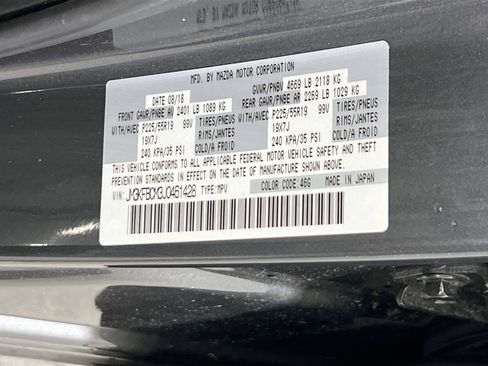 MFD. BY MAZDA MOTOR CORPORATION
DATE 08/18 GVWR/PNBV 4669 LB 2118 KG
FRONT GAWR/PNBE AV 2401 LB 1089 KG REAR GAWR/PNBE AR 2269 LB 1029 KG
WITH/AVEC P225/55R19 99V TIRES/PNEUS WITH/AVEC P225/55R19 99V TIRES/PNEUS
19X7J RIMS/JANTES 19X7J RIMS/JANTES
240 KPA/35 PSI COLD/A FROID 240 KPA/35 PSI COLD/A FROID
THIS VEHICLE CONFORMS TO ALL APPLICABLE FEDERAL MOTOR VEHICLE SAFETY AND THEFT
PREVENTION STANDARDS IN EFFECT ON THE DATE OF MANUFACTURE SHOWN ABOVE.
VIN: TYPE: MPV COLOR CODE: 46G MADE IN JAPAN